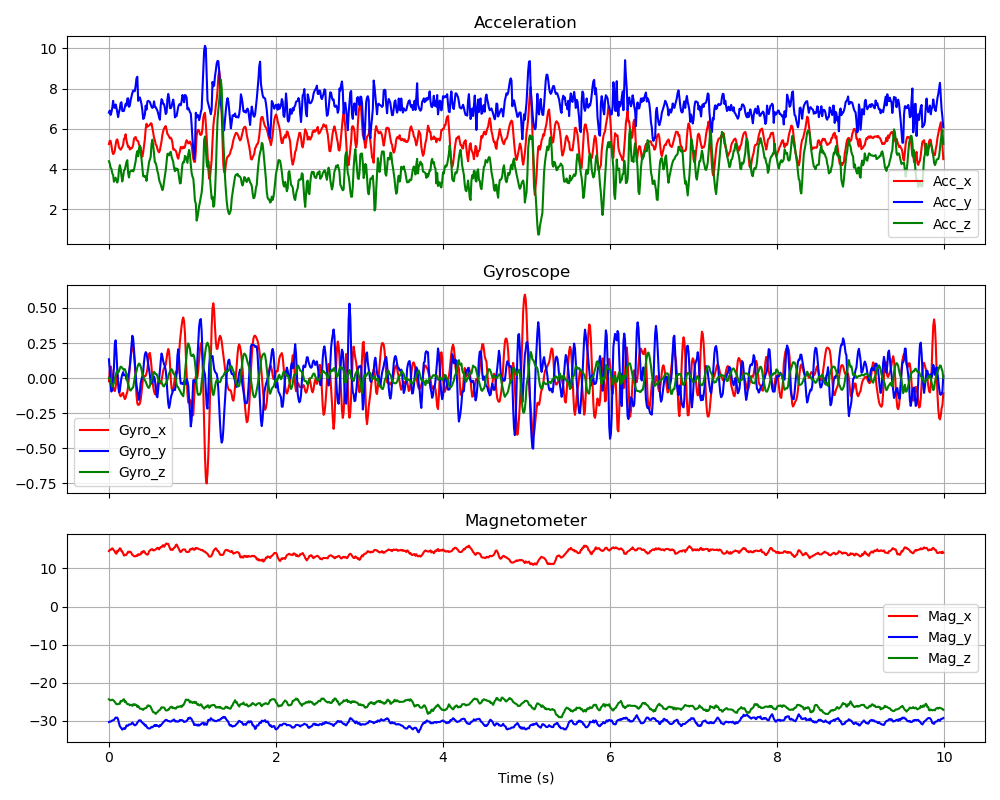 Acceleration
10
8
6
4
2
Acc_x
Acc_y
Acc_z
Gyroscope
0.50
0.25
0.00
−0.25
−0.50
−0.75
Gyro_x
Gyro_y
Gyro_z
Magnetometer
10
0
−10
−20
−30
Mag_x
Mag_y
Mag_z
0 2 4 6 8 10
Time (s)